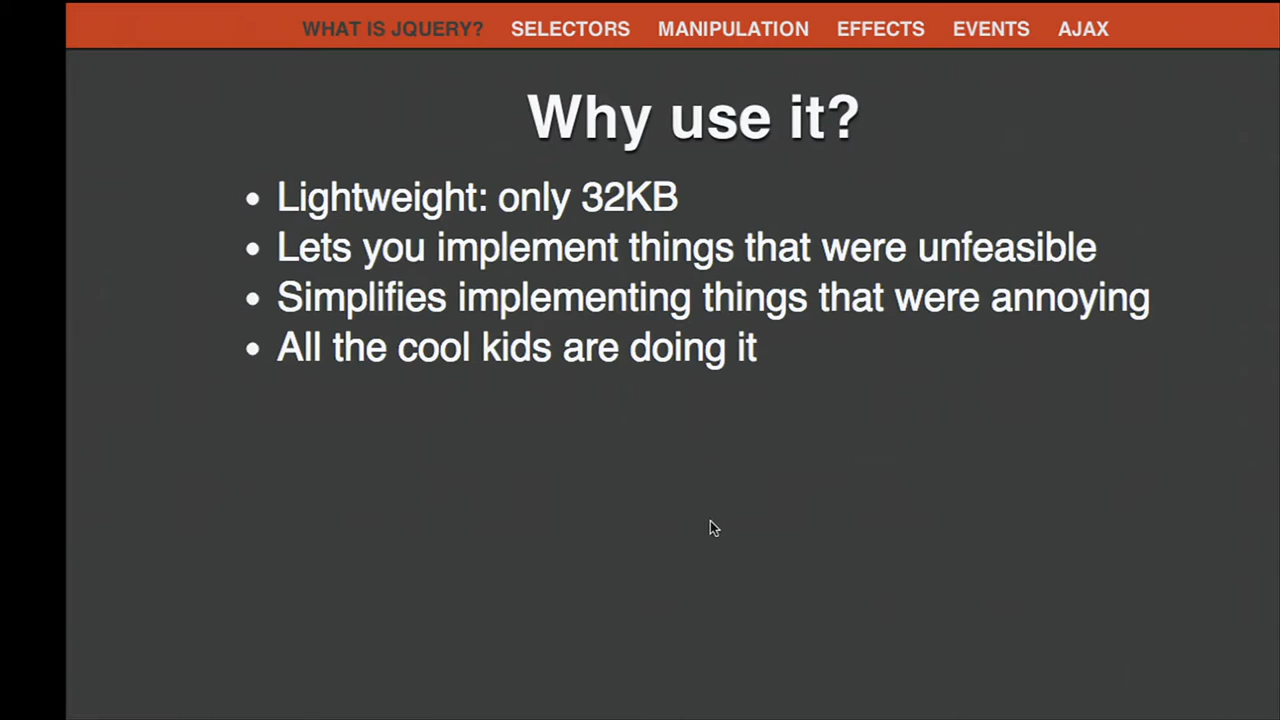 WHAT IS JQUERY? SELECTORS MANIPULATION EFFECTS EVENTS AJAX
Why use it?
• Lightweight: only 32KB
• Lets you implement things that were unfeasible
• Simplifies implementing things that were annoying
• All the cool kids are doing it